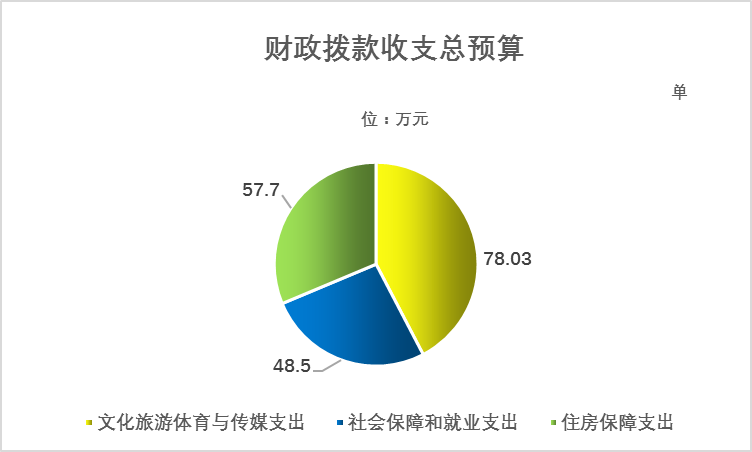 财政拨款收支总预算
单
位：万元
57.7
78.03
48.5
文化旅游体育与传媒支出 社会保障和就业支出 住房保障支出